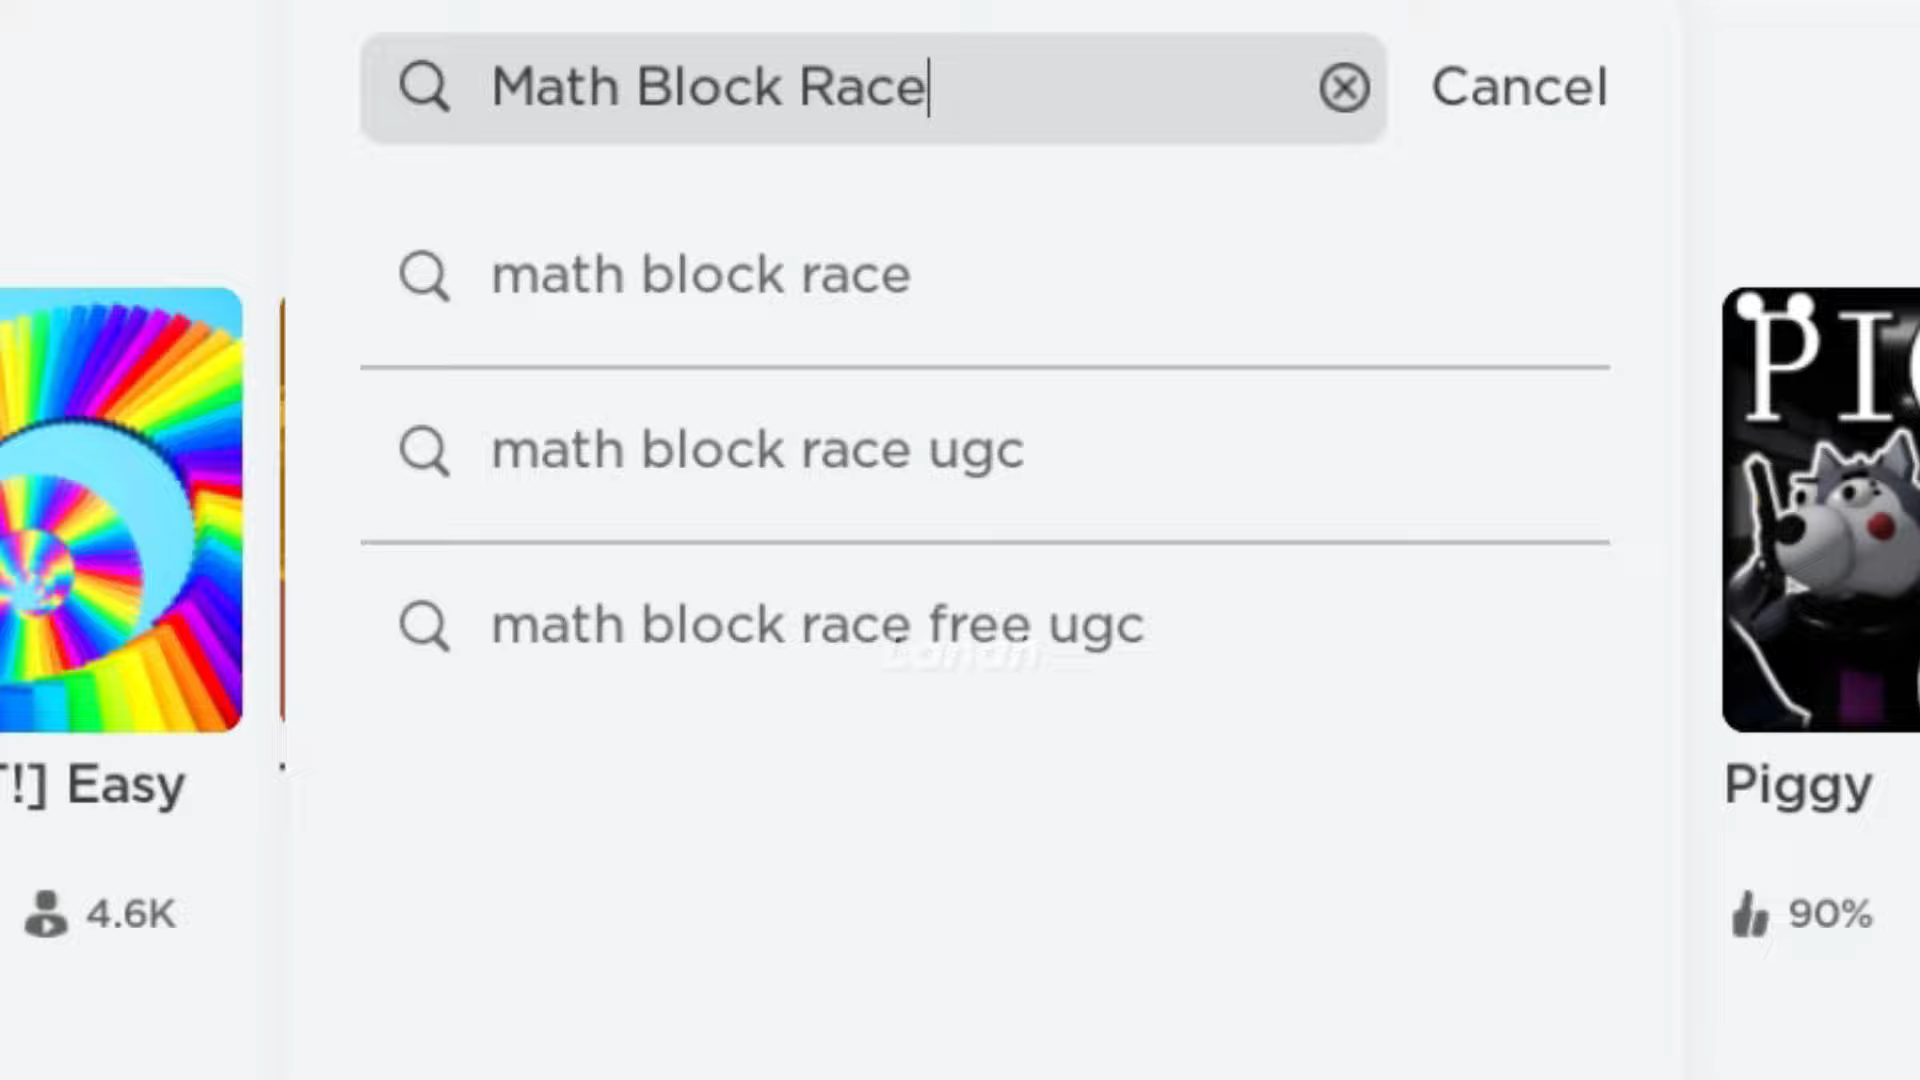 Math Block Race
Cancel
math block race
math block race ugc
math block race free ugc
PI
T!] Easy
Piggy
4.6K
90%